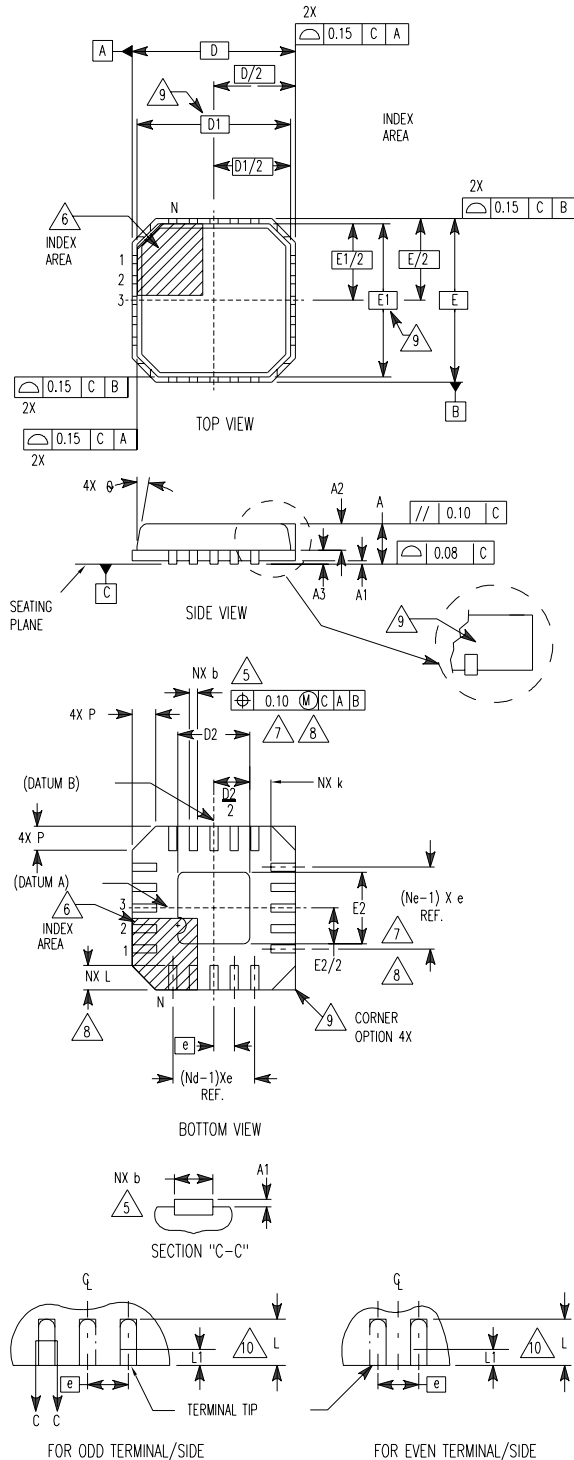 2X
0.15 C A
A
D
D/2
9
D1
INDEX
AREA
D1/2
2X
0.15 C B
N
6
INDEX
AREA
1
2
3
E1/2
E/2
E1
E
9
0.15 C B
2X
B
0.15 C A
2X
TOP VIEW
4X θ
A2
A
// 0.10 C
0.08 C
C
SEATING
PLANE
A3
A1
SIDE VIEW
9
NX b
5
0.10 M C A B
4X P
D2
7
8
(DATUM B)
D2
2
NX k
4X P
(DATUM A)
6
INDEX
AREA
3
2
1
E2
(Ne-1) X e
REF.
7
E2/2
8
NX L
8
N
9
CORNER
OPTION 4X
e
(Nd-1)Xe
REF.
BOTTOM VIEW
NX b
A1
5
SECTION "C-C"
CL
CL
L
10
L1
e
C C
TERMINAL TIP
L
10
L1
e
FOR ODD TERMINAL/SIDE
FOR EVEN TERMINAL/SIDE